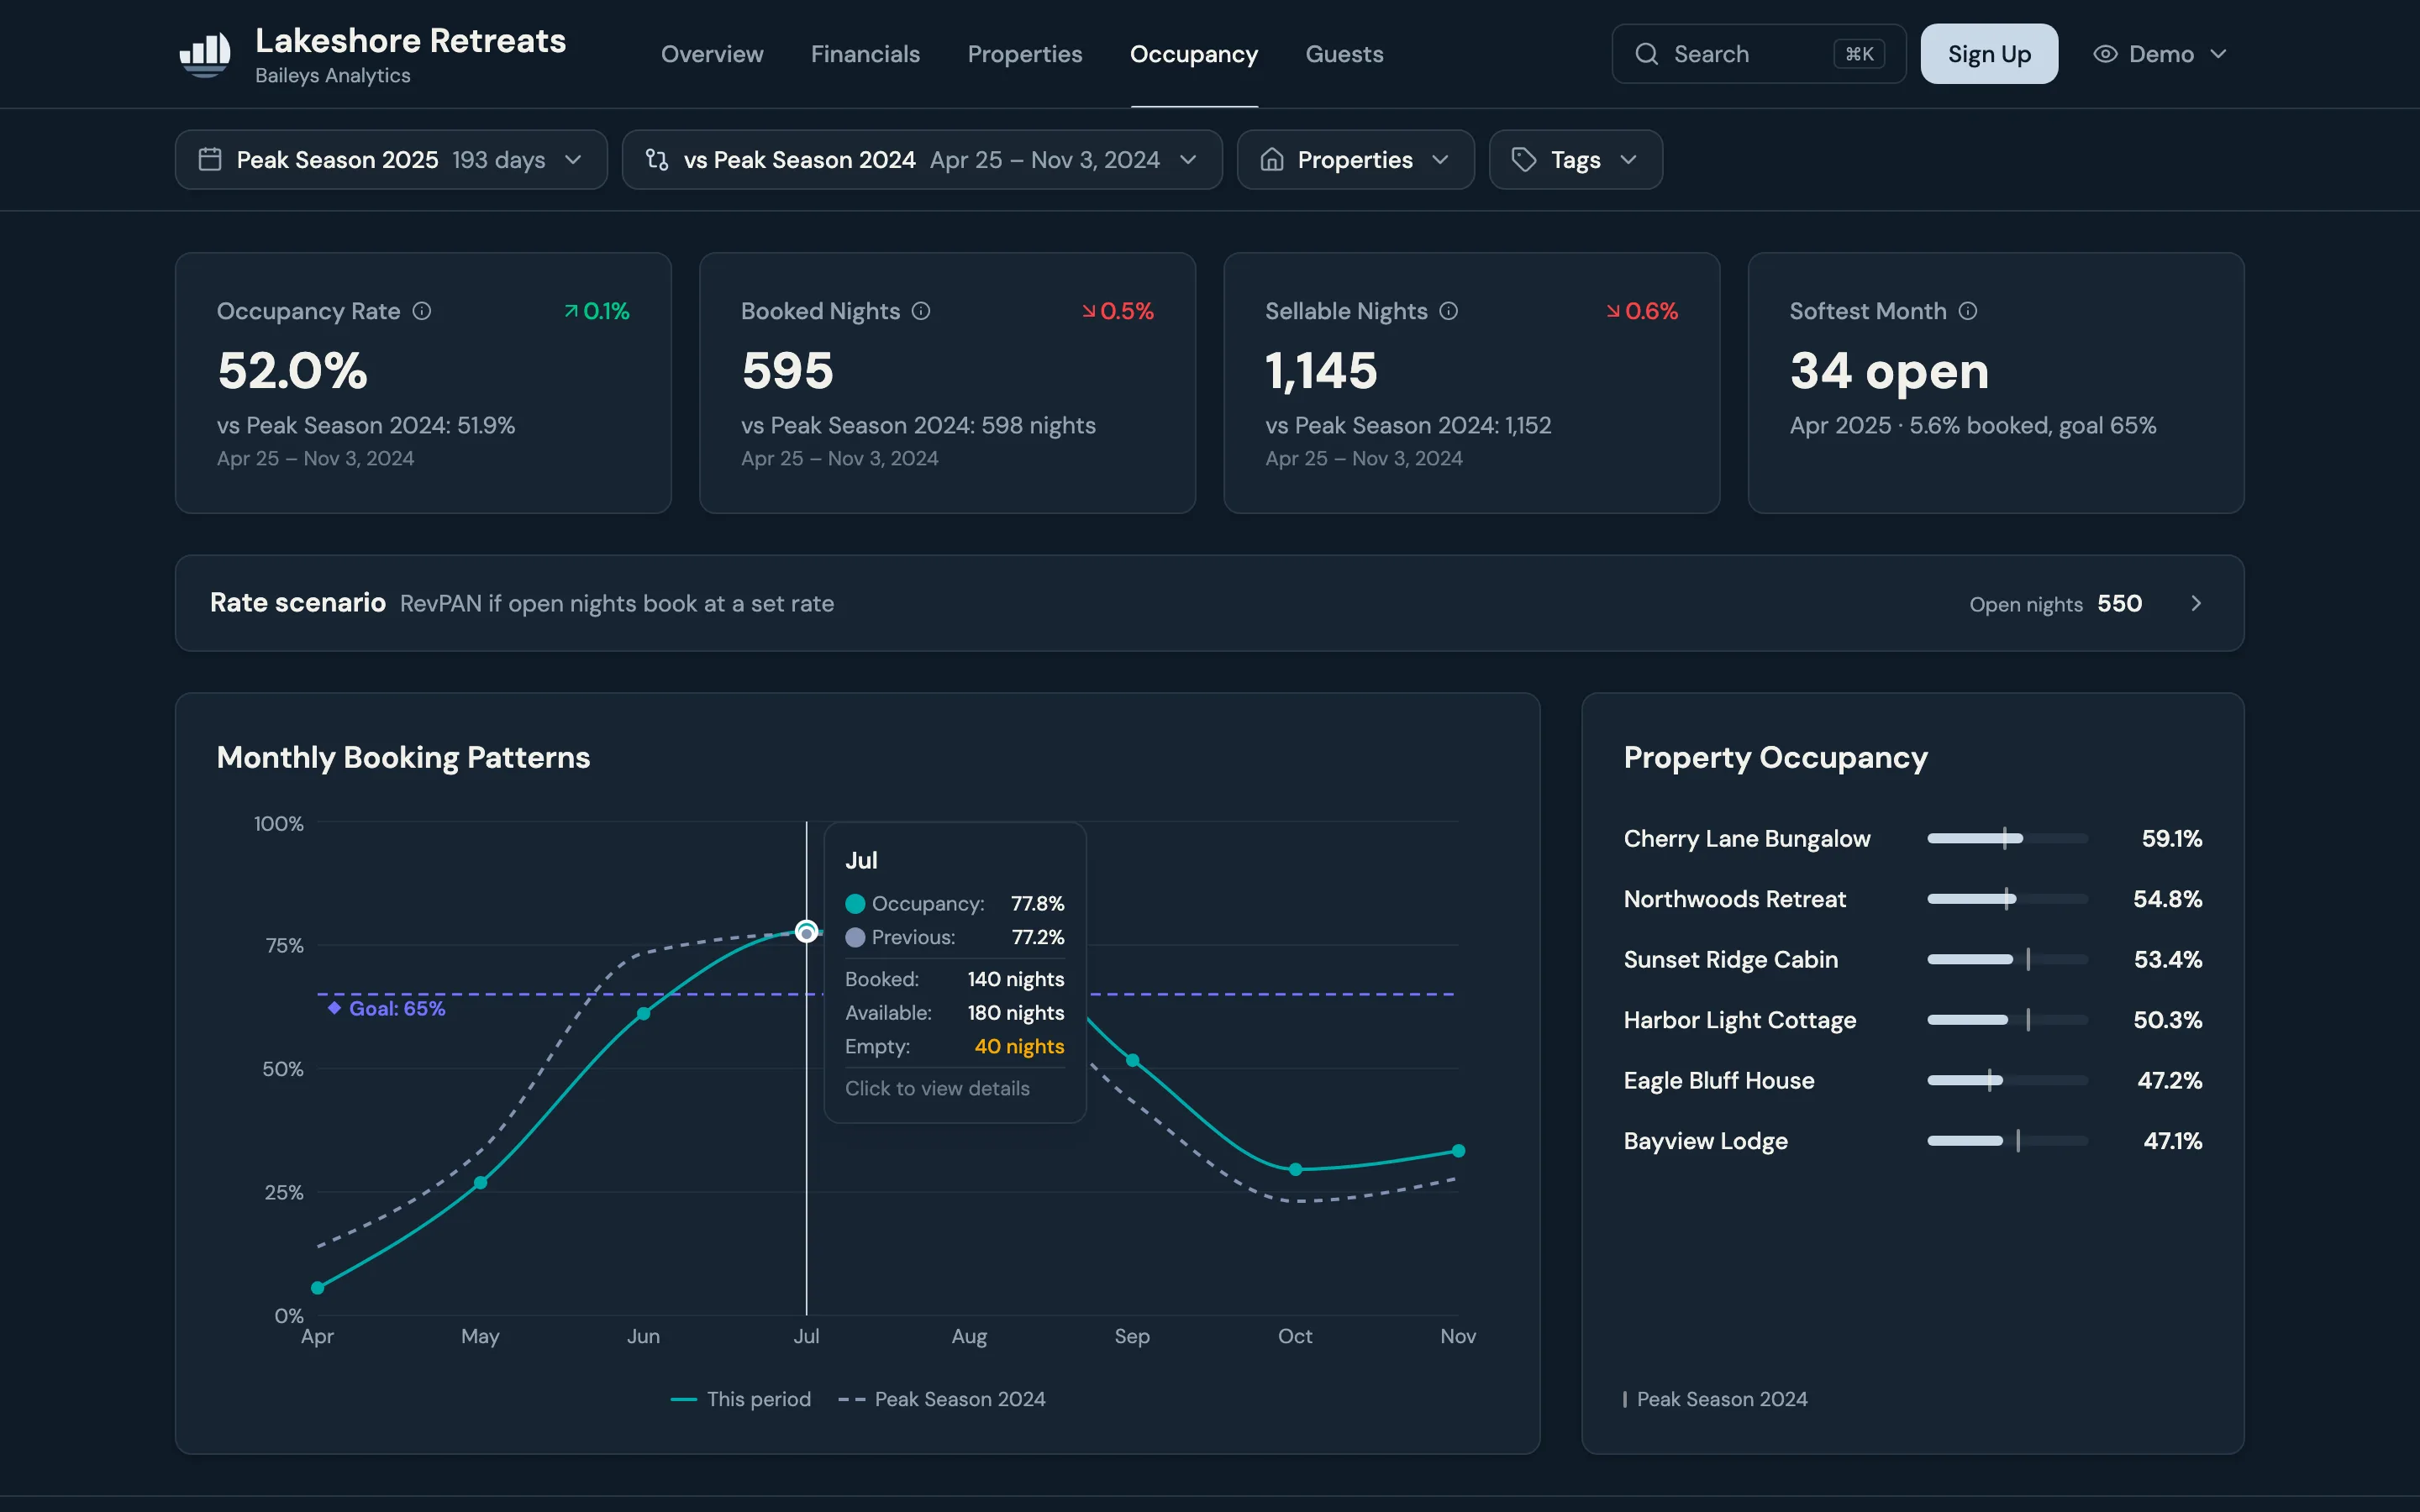 Lakeshore Retreats
Baileys Analytics
Overview
Financials
Properties
Occupancy
Guests
Search
⌘K
Sign Up
Demo
Peak Season 2025 193 days
vs Peak Season 2024 Apr 25 – Nov 3, 2024
Properties
Tags
Occupancy Rate
0.1%
52.0%
vs Peak Season 2024: 51.9%
Apr 25 – Nov 3, 2024
Booked Nights
0.5%
595
vs Peak Season 2024: 598 nights
Apr 25 – Nov 3, 2024
Sellable Nights
0.6%
1,145
vs Peak Season 2024: 1,152
Apr 25 – Nov 3, 2024
Softest Month
34 open
Apr 2025 · 5.6% booked, goal 65%
Rate scenario RevPAN if open nights book at a set rate
Open nights 550
Monthly Booking Patterns
100%
75%
50%
25%
0%
Goal: 65%
Jul
Occupancy: 77.8%
Previous: 77.2%
Booked: 140 nights
Available: 180 nights
Empty: 40 nights
Click to view details
Apr
May
Jun
Jul
Aug
Sep
Oct
Nov
This period
Peak Season 2024
Property Occupancy
Cherry Lane Bungalow 59.1%
Northwoods Retreat 54.8%
Sunset Ridge Cabin 53.4%
Harbor Light Cottage 50.3%
Eagle Bluff House 47.2%
Bayview Lodge 47.1%
Peak Season 2024